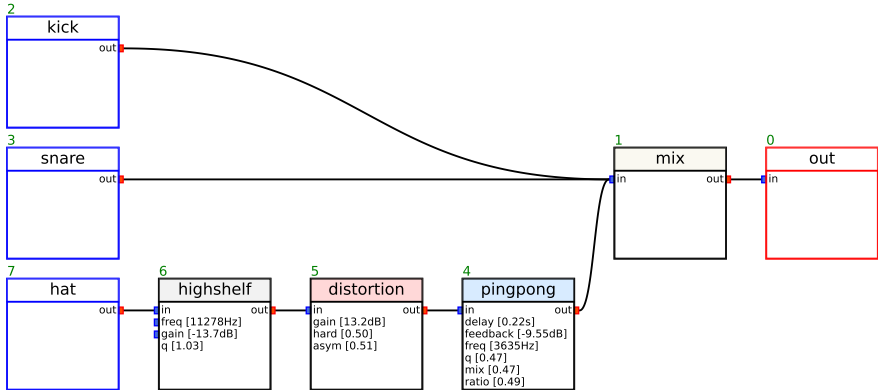 2
kick
out
3
snare
out
1
mix
in out
0
out
in
7
hat
out
6
highshelf
in out
freq [11278Hz]
gain [-13.7dB]
q [1.03]
5
distortion
in out
gain [13.2dB]
hard [0.50]
asym [0.51]
4
pingpong
in out
delay [0.22s]
feedback [-9.55dB]
freq [3635Hz]
q [0.47]
mix [0.47]
ratio [0.49]